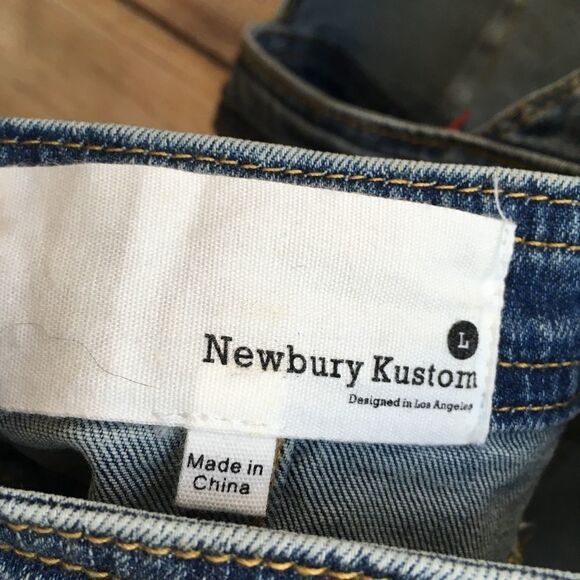 L
Newbury Kustom
Designed in Los Angeles
Made in
China